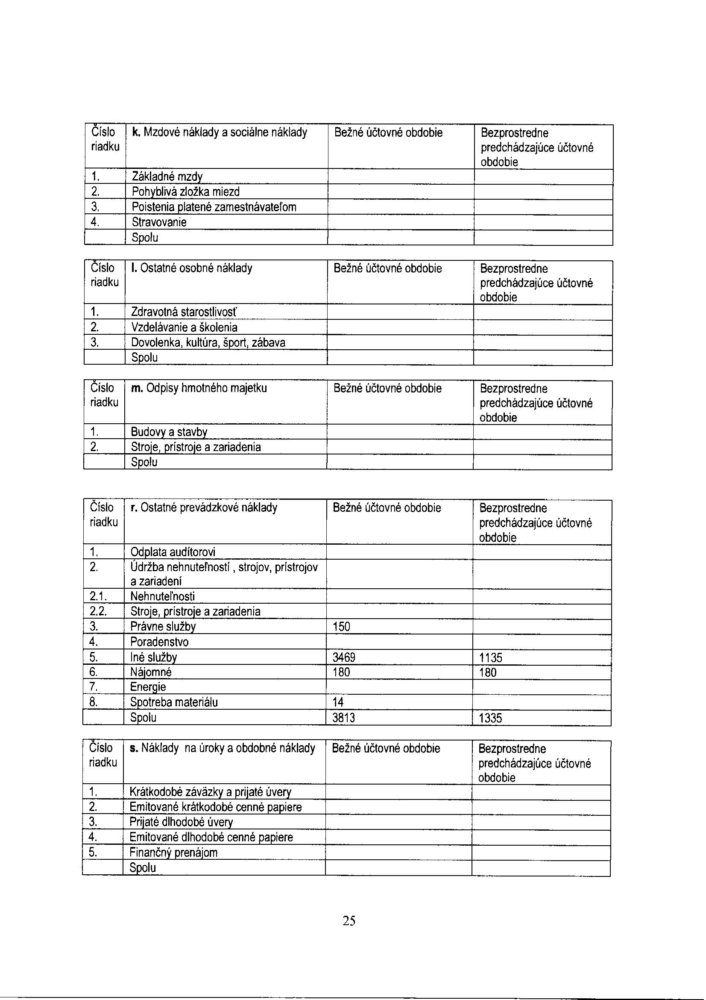 Číslo riadku | k. Mzdové náklady a sociálne náklady | Bežné účtovné obdobie | Bezprostredne predchádzajúce účtovné obdobie
1. Základné mzdy
2. Pohyblivá zložka miezd
3. Poistenia platené zamestnávateľom
4. Stravovanie
Spolu
Číslo riadku | l. Ostatné osobné náklady | Bežné účtovné obdobie | Bezprostredne predchádzajúce účtovné obdobie
1. Zdravotná starostlivosť
2. Vzdelávanie a školenia
3. Dovolenka, kultúra, šport, zábava
Spolu
Číslo riadku | m. Odpisy hmotného majetku | Bežné účtovné obdobie | Bezprostredne predchádzajúce účtovné obdobie
1. Budovy a stavby
2. Stroje, prístroje a zariadenia
Spolu
Číslo riadku | r. Ostatné prevádzkové náklady | Bežné účtovné obdobie | Bezprostredne predchádzajúce účtovné obdobie
1. Odplata audítorovi
2. Údržba nehnuteľností , strojov, prístrojov
a zariadení
2.1. Nehnuteľnosti
2.2. Stroje, prístroje a zariadenia
3. Právne služby 150
4. Poradenstvo
5. Iné služby 3469 1135
6. Nájomné 180 180
7. Energie
8. Spotreba materiálu 14
Spolu 3813 1335
Číslo riadku | s. Náklady na úroky a obdobné náklady | Bežné účtovné obdobie | Bezprostredne predchádzajúce účtovné obdobie
1. Krátkodobé záväzky a prijaté úvery
2. Emitované krátkodobé cenné papiere
3. Prijaté dlhodobé úvery
4. Emitované dlhodobé cenné papiere
5. Finančný prenájom
Spolu
25